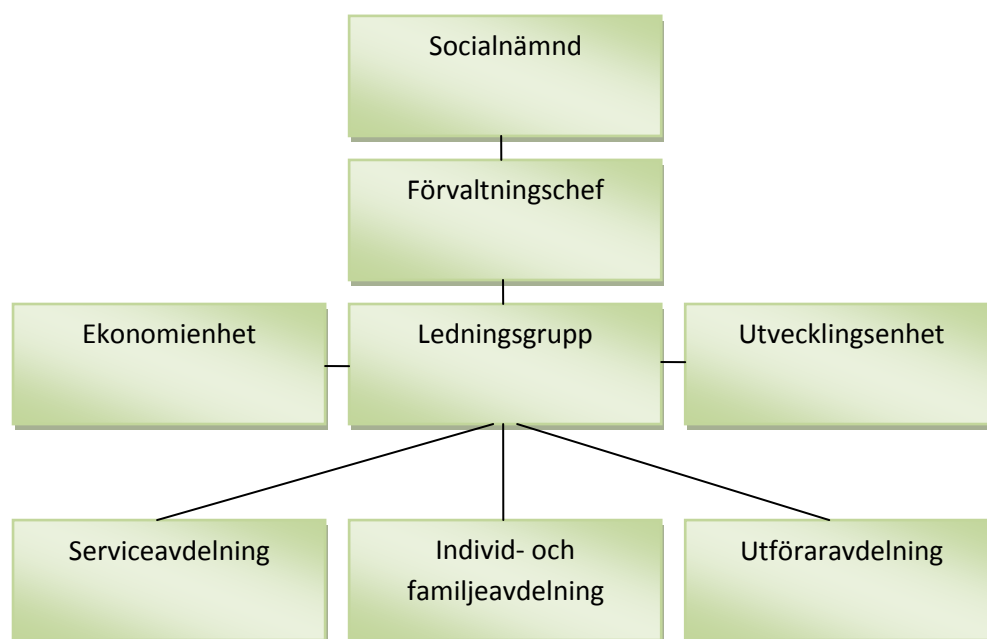 Socialnämnd
Förvaltningschef
Ekonomienhet
Ledningsgrupp
Utvecklingsenhet
Serviceavdelning
Individ- och
familjeavdelning
Utföraravdelning